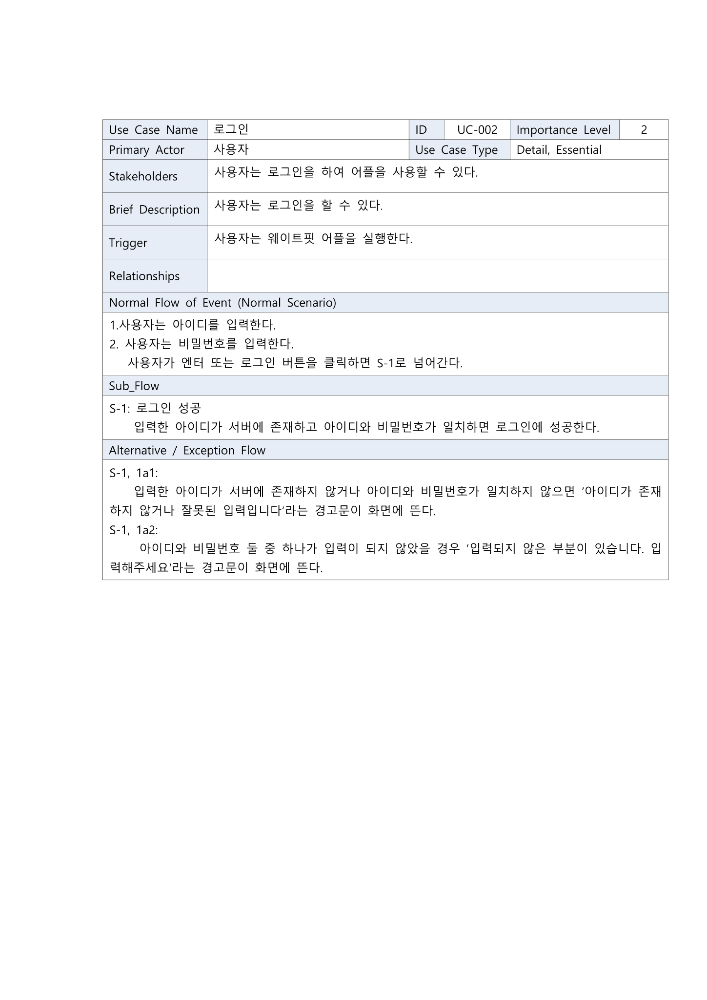 Use Case Name 로그인 ID UC-002 Importance Level 2
Primary Actor 사용자 Use Case Type Detail, Essential
Stakeholders 사용자는 로그인을 하여 어플을 사용할 수 있다.
Brief Description 사용자는 로그인을 할 수 있다.
Trigger 사용자는 웨이트핏 어플을 실행한다.
Relationships
Normal Flow of Event (Normal Scenario)
1.사용자는 아이디를 입력한다.
2. 사용자는 비밀번호를 입력한다.
사용자가 엔터 또는 로그인 버튼을 클릭하면 S-1로 넘어간다.
Sub_Flow
S-1: 로그인 성공
입력한 아이디가 서버에 존재하고 아이디와 비밀번호가 일치하면 로그인에 성공한다.
Alternative / Exception Flow
S-1, 1a1:
입력한 아이디가 서버에 존재하지 않거나 아이디와 비밀번호가 일치하지 않으면 '아이디가 존재
하지 않거나 잘못된 입력입니다'라는 경고문이 화면에 뜬다.
S-1, 1a2:
아이디와 비밀번호 둘 중 하나가 입력이 되지 않았을 경우 '입력되지 않은 부분이 있습니다. 입
력해주세요'라는 경고문이 화면에 뜬다.